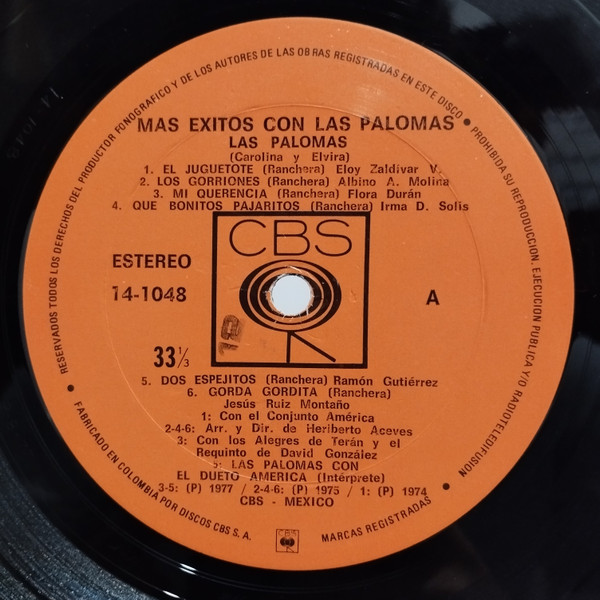 RESERVADOS TODOS LOS DERECHOS DEL PRODUCTOR FONOGRAFICO Y DE LOS AUTORES DE LAS OBRAS REGISTRADAS EN ESTE DISCO • PROHIBIDA SU REPRODUCCION, EJECUCION PUBLICA Y/O RADIOTELEDIFUSION •
MAS EXITOS CON LAS PALOMAS
LAS PALOMAS
(Carolina y Elvira)
1. EL JUGUETOTE (Ranchera) Eloy Zaldívar V.
2. LOS GORRIONES (Ranchera) Albino A. Molina
3. MI QUERENCIA (Ranchera) Flora Durán
4. QUE BONITOS PAJARITOS (Ranchera) Irma D. Solis
CBS
ESTEREO
14-1048
A
33⅓
5. DOS ESPEJITOS (Ranchera) Ramón Gutiérrez
6. GORDA GORDITA (Ranchera)
Jesús Ruiz Montaño
1: Con el Conjunto América
2-4-6: Arr. y Dir. de Heriberto Aceves
3: Con los Alegres de Terán y el
Requinto de David González
5: LAS PALOMAS CON
EL DUETO AMERICA (Intérprete)
3-5: (P) 1977 / 2-4-6: (P) 1975 / 1: (P) 1974
CBS - MEXICO
• FABRICADO EN COLOMBIA POR DISCOS CBS S. A.
MARCAS REGISTRADAS •